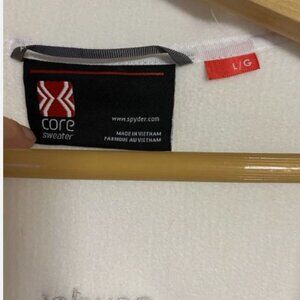 core
sweater
www.spyder.com
MADE IN VIETNAM
FABRIQUE AU VIETNAM
L/G